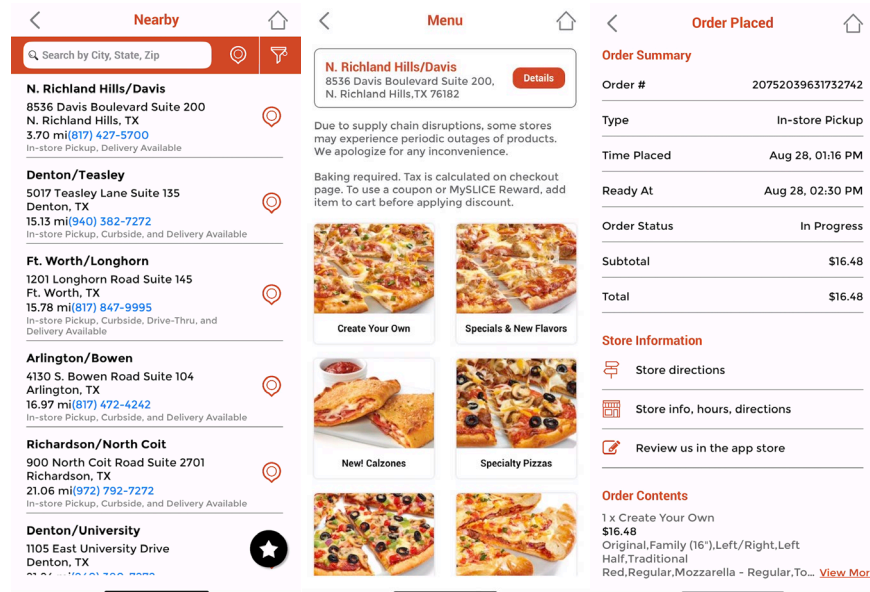 Nearby
Search by City, State, Zip
N. Richland Hills/Davis
8536 Davis Boulevard Suite 200
N. Richland Hills, TX
3.70 mi(817) 427-5700
In-store Pickup, Delivery Available
Denton/Teasley
5017 Teasley Lane Suite 135
Denton, TX
15.13 mi(940) 382-7272
In-store Pickup, Curbside, and Delivery Available
Ft. Worth/Longhorn
1201 Longhorn Road Suite 145
Ft. Worth, TX
15.78 mi(817) 847-9995
In-store Pickup, Curbside, Drive-Thru, and
Delivery Available
Arlington/Bowen
4130 S. Bowen Road Suite 104
Arlington, TX
16.97 mi(817) 472-4242
In-store Pickup, Curbside, and Delivery Available
Richardson/North Coit
900 North Coit Road Suite 2701
Richardson, TX
21.06 mi(972) 792-7272
In-store Pickup, Curbside, and Delivery Available
Denton/University
1105 East University Drive
Denton, TX
Menu
N. Richland Hills/Davis
8536 Davis Boulevard Suite 200,
N. Richland Hills,TX 76182
Details
Due to supply chain disruptions, some stores
may experience periodic outages of products.
We apologize for any inconvenience.
Baking required. Tax is calculated on checkout
page. To use a coupon or MySLICE Reward, add
item to cart before applying discount.
Create Your Own
Specials & New Flavors
New! Calzones
Specialty Pizzas
Order Placed
Order Summary
Order # 20752039631732742
Type In-store Pickup
Time Placed Aug 28, 01:16 PM
Ready At Aug 28, 02:30 PM
Order Status In Progress
Subtotal $16.48
Total $16.48
Store Information
Store directions
Store info, hours, directions
Review us in the app store
Order Contents
1 x Create Your Own
$16.48
Original,Family (16"),Left/Right,Left
Half,Traditional
Red,Regular,Mozzarella - Regular,To... View Mor